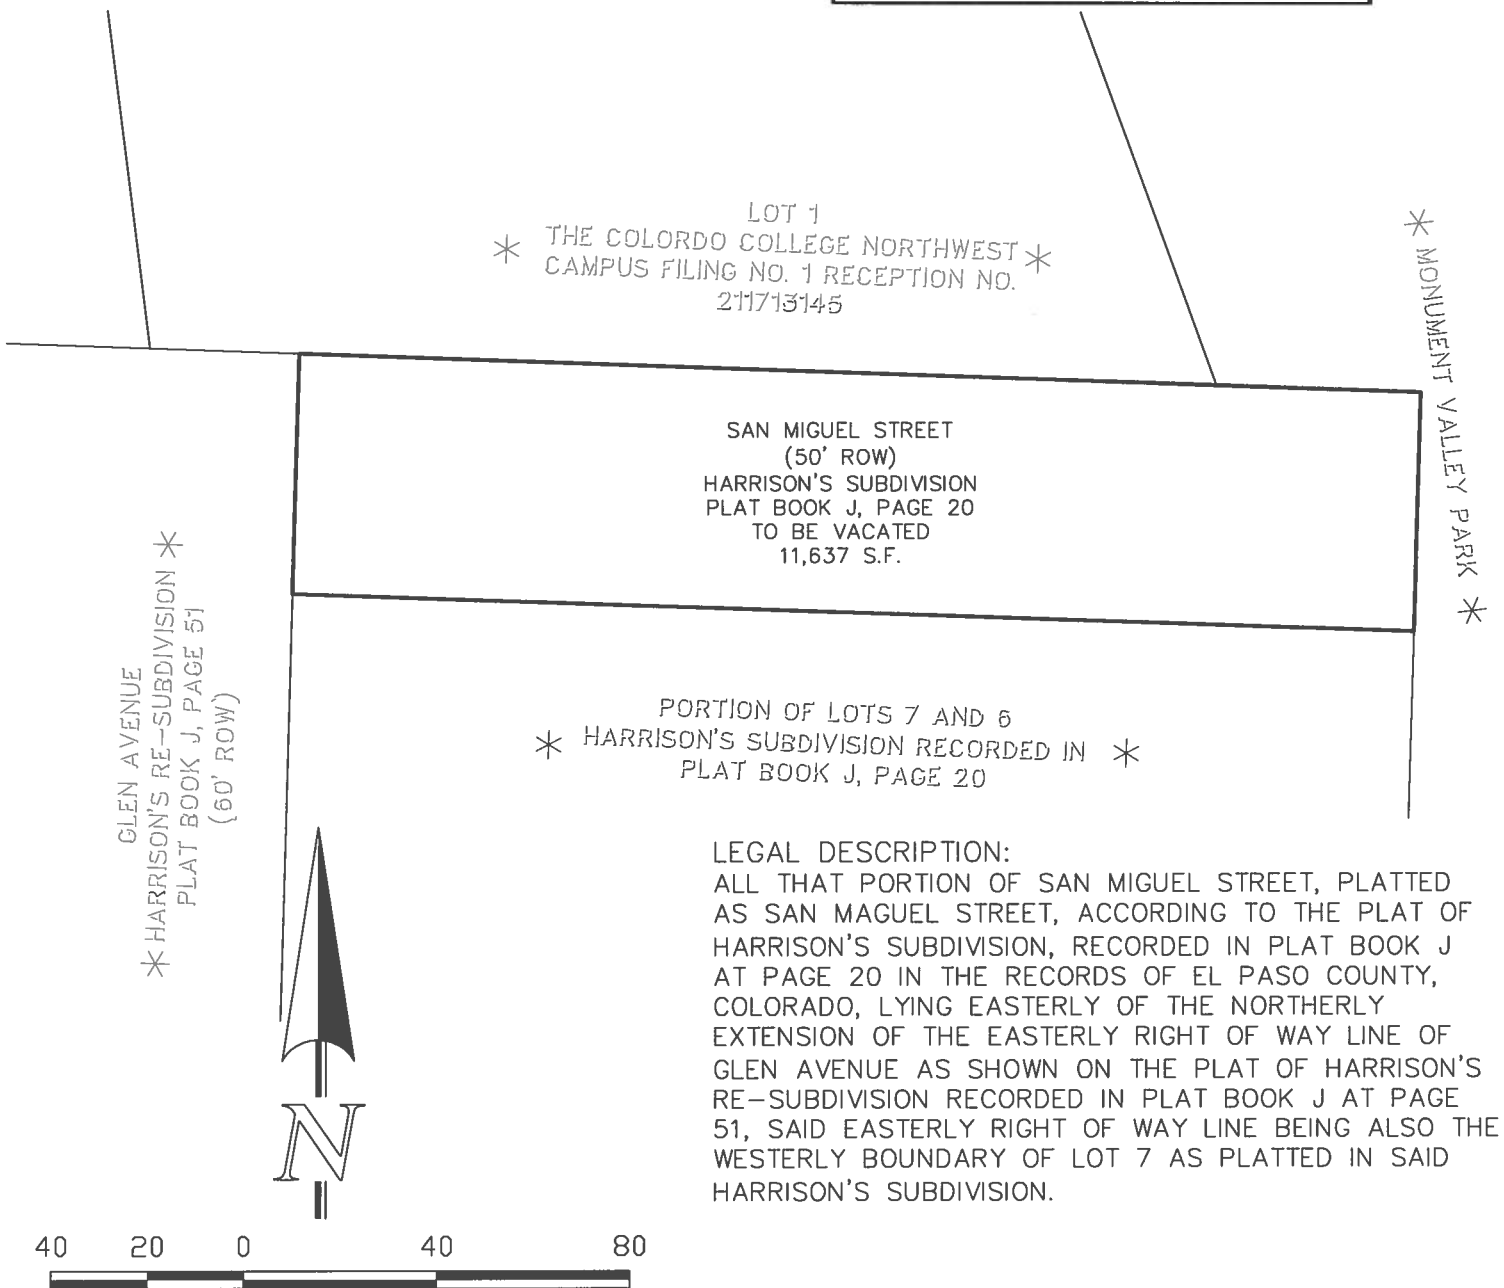 LOT 1
* THE COLORDO COLLEGE NORTHWEST *
CAMPUS FILING NO. 1 RECEPTION NO.
211713145
* MONUMENT VALLEY PARK *
SAN MIGUEL STREET
(50' ROW)
HARRISON'S SUBDIVISION
PLAT BOOK J, PAGE 20
TO BE VACATED
11,637 S.F.
GLEN AVENUE
* HARRISON'S RE-SUBDIVISION *
PLAT BOOK J, PAGE 51
(60' ROW)
PORTION OF LOTS 7 AND 6
* HARRISON'S SUBDIVISION RECORDED IN *
PLAT BOOK J, PAGE 20
LEGAL DESCRIPTION:
ALL THAT PORTION OF SAN MIGUEL STREET, PLATTED
AS SAN MAGUEL STREET, ACCORDING TO THE PLAT OF
HARRISON'S SUBDIVISION, RECORDED IN PLAT BOOK J
AT PAGE 20 IN THE RECORDS OF EL PASO COUNTY,
COLORADO, LYING EASTERLY OF THE NORTHERLY
EXTENSION OF THE EASTERLY RIGHT OF WAY LINE OF
GLEN AVENUE AS SHOWN ON THE PLAT OF HARRISON'S
RE-SUBDIVISION RECORDED IN PLAT BOOK J AT PAGE
51, SAID EASTERLY RIGHT OF WAY LINE BEING ALSO THE
WESTERLY BOUNDARY OF LOT 7 AS PLATTED IN SAID
HARRISON'S SUBDIVISION.
N
40 20 0 40 80